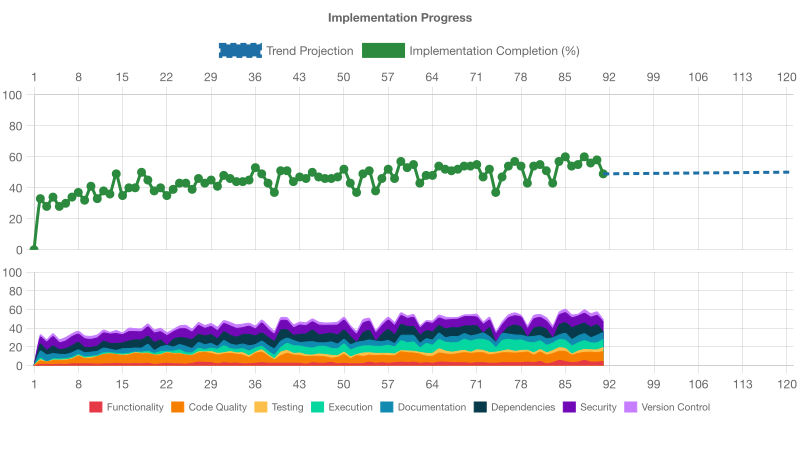 Implementation Progress
Trend Projection Implementation Completion (%)
1 8 15 22 29 36 43 50 57 64 71 78 85 92 99 106 113 120
100
80
60
40
20
0
100
80
60
40
20
0
1 8 15 22 29 36 43 50 57 64 71 78 85 92 99 106 113 120
Functionality Code Quality Testing Execution Documentation Dependencies Security Version Control